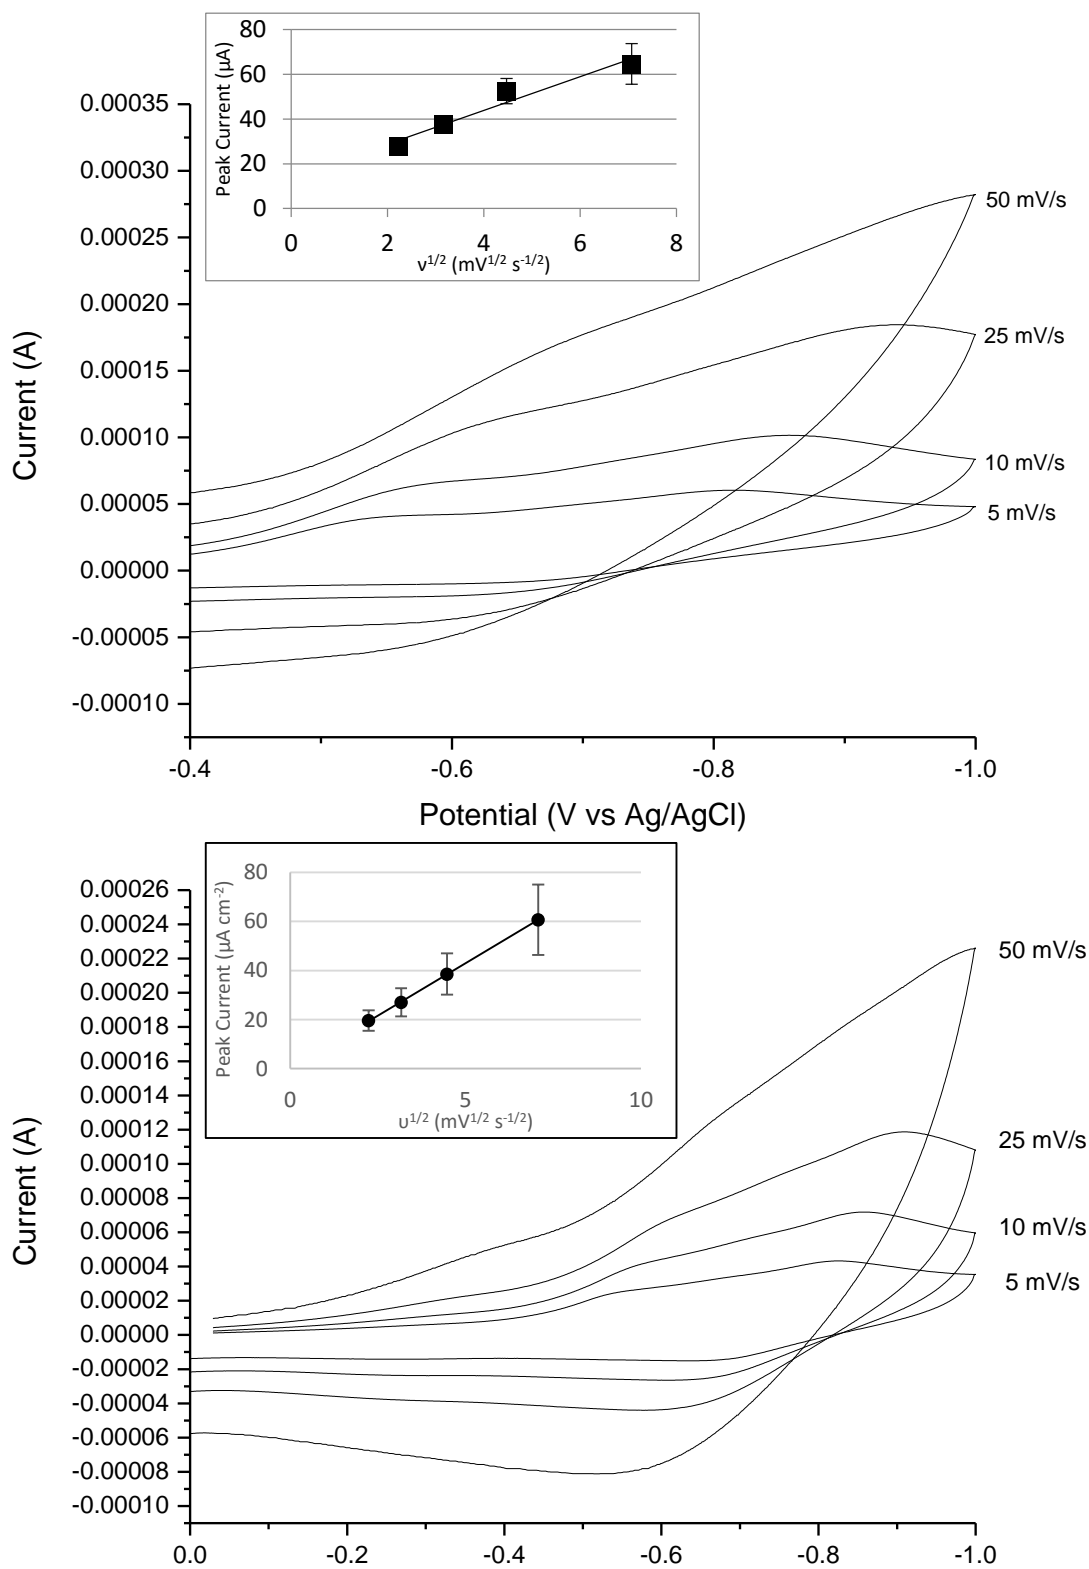 80
60
40
20
0
Peak Current (μA)
0 2 4 6 8
ν1/2 (mV1/2 s-1/2)
0.00035
0.00030
0.00025
0.00020
0.00015
0.00010
0.00005
0.00000
-0.00005
-0.00010
Current (A)
50 mV/s
25 mV/s
10 mV/s
5 mV/s
-0.4 -0.6 -0.8 -1.0
Potential (V vs Ag/AgCl)
80
60
40
20
0
Peak Current (μA cm-2)
0 5 10
υ1/2 (mV1/2 s-1/2)
0.00026
0.00024
0.00022
0.00020
0.00018
0.00016
0.00014
0.00012
0.00010
0.00008
0.00006
0.00004
0.00002
0.00000
-0.00002
-0.00004
-0.00006
-0.00008
-0.00010
Current (A)
50 mV/s
25 mV/s
10 mV/s
5 mV/s
0.0 -0.2 -0.4 -0.6 -0.8 -1.0